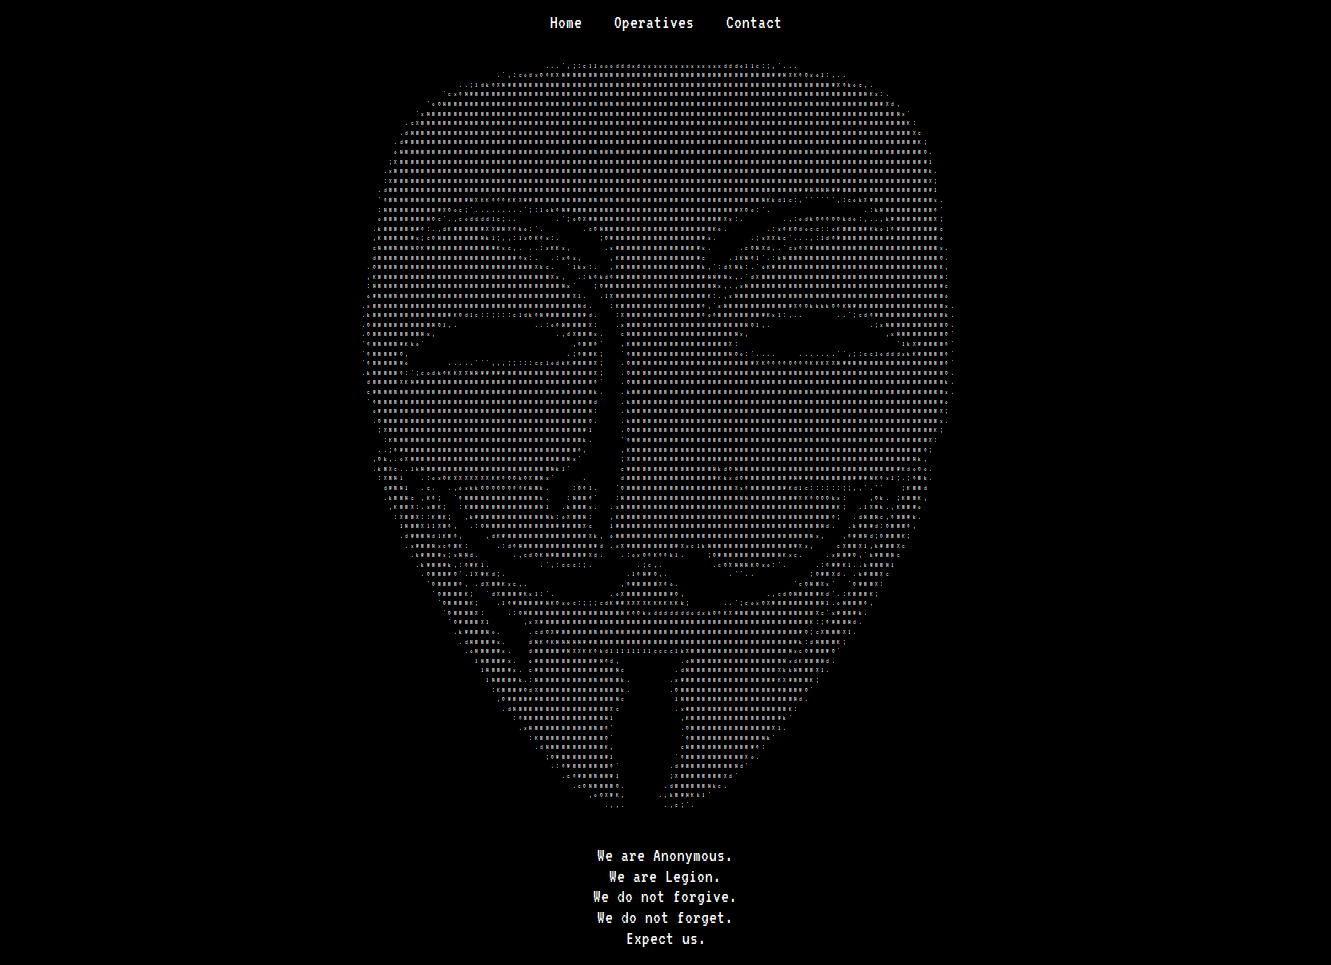 Home Operatives Contact
We are Anonymous.
We are Legion.
We do not forgive.
We do not forget.
Expect us.